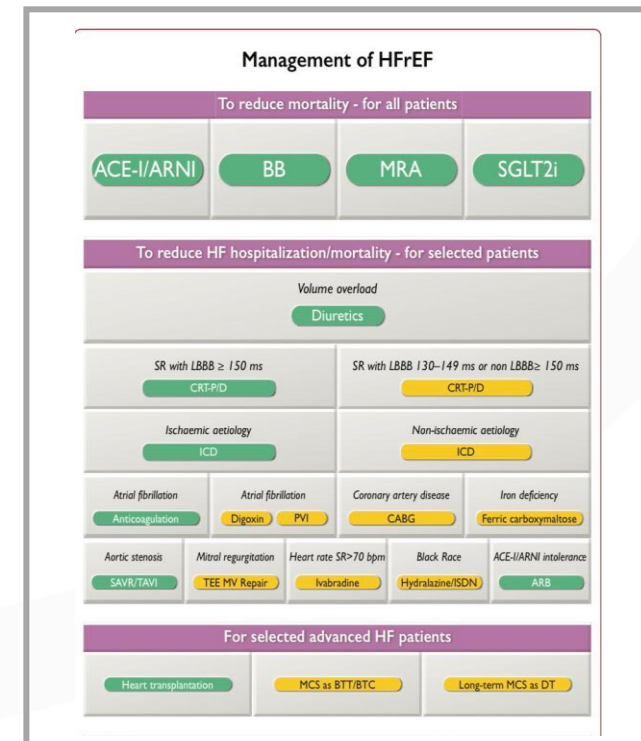 Management of HFrEF
To reduce mortality - for all patients
ACE-I/ARNI
BB
MRA
SGLT2i
To reduce HF hospitalization/mortality - for selected patients
Volume overload
Diuretics
SR with LBBB ≥ 150 ms
CRT-P/D
SR with LBBB 130–149 ms or non LBBB≥ 150 ms
CRT-P/D
Ischaemic aetiology
ICD
Non-ischaemic aetiology
ICD
Atrial fibrillation
Anticoagulation
Atrial fibrillation
Digoxin
PVI
Coronary artery disease
CABG
Iron deficiency
Ferric carboxymaltose
Aortic stenosis
SAVR/TAVI
Mitral regurgitation
TEE MV Repair
Heart rate SR>70 bpm
Ivabradine
Black Race
Hydralazine/ISDN
ACE-I/ARNI intolerance
ARB
For selected advanced HF patients
Heart transplantation
MCS as BTT/BTC
Long-term MCS as DT